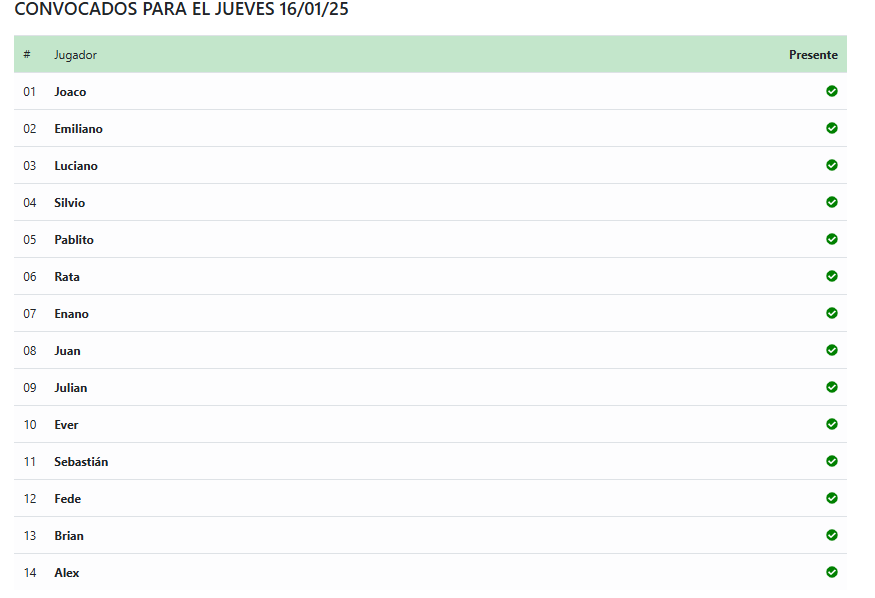 CONVOCADOS PARA EL JUEVES 16/01/25
# Jugador Presente
01 Joaco
02 Emiliano
03 Luciano
04 Silvio
05 Pablito
06 Rata
07 Enano
08 Juan
09 Julian
10 Ever
11 Sebastián
12 Fede
13 Brian
14 Alex